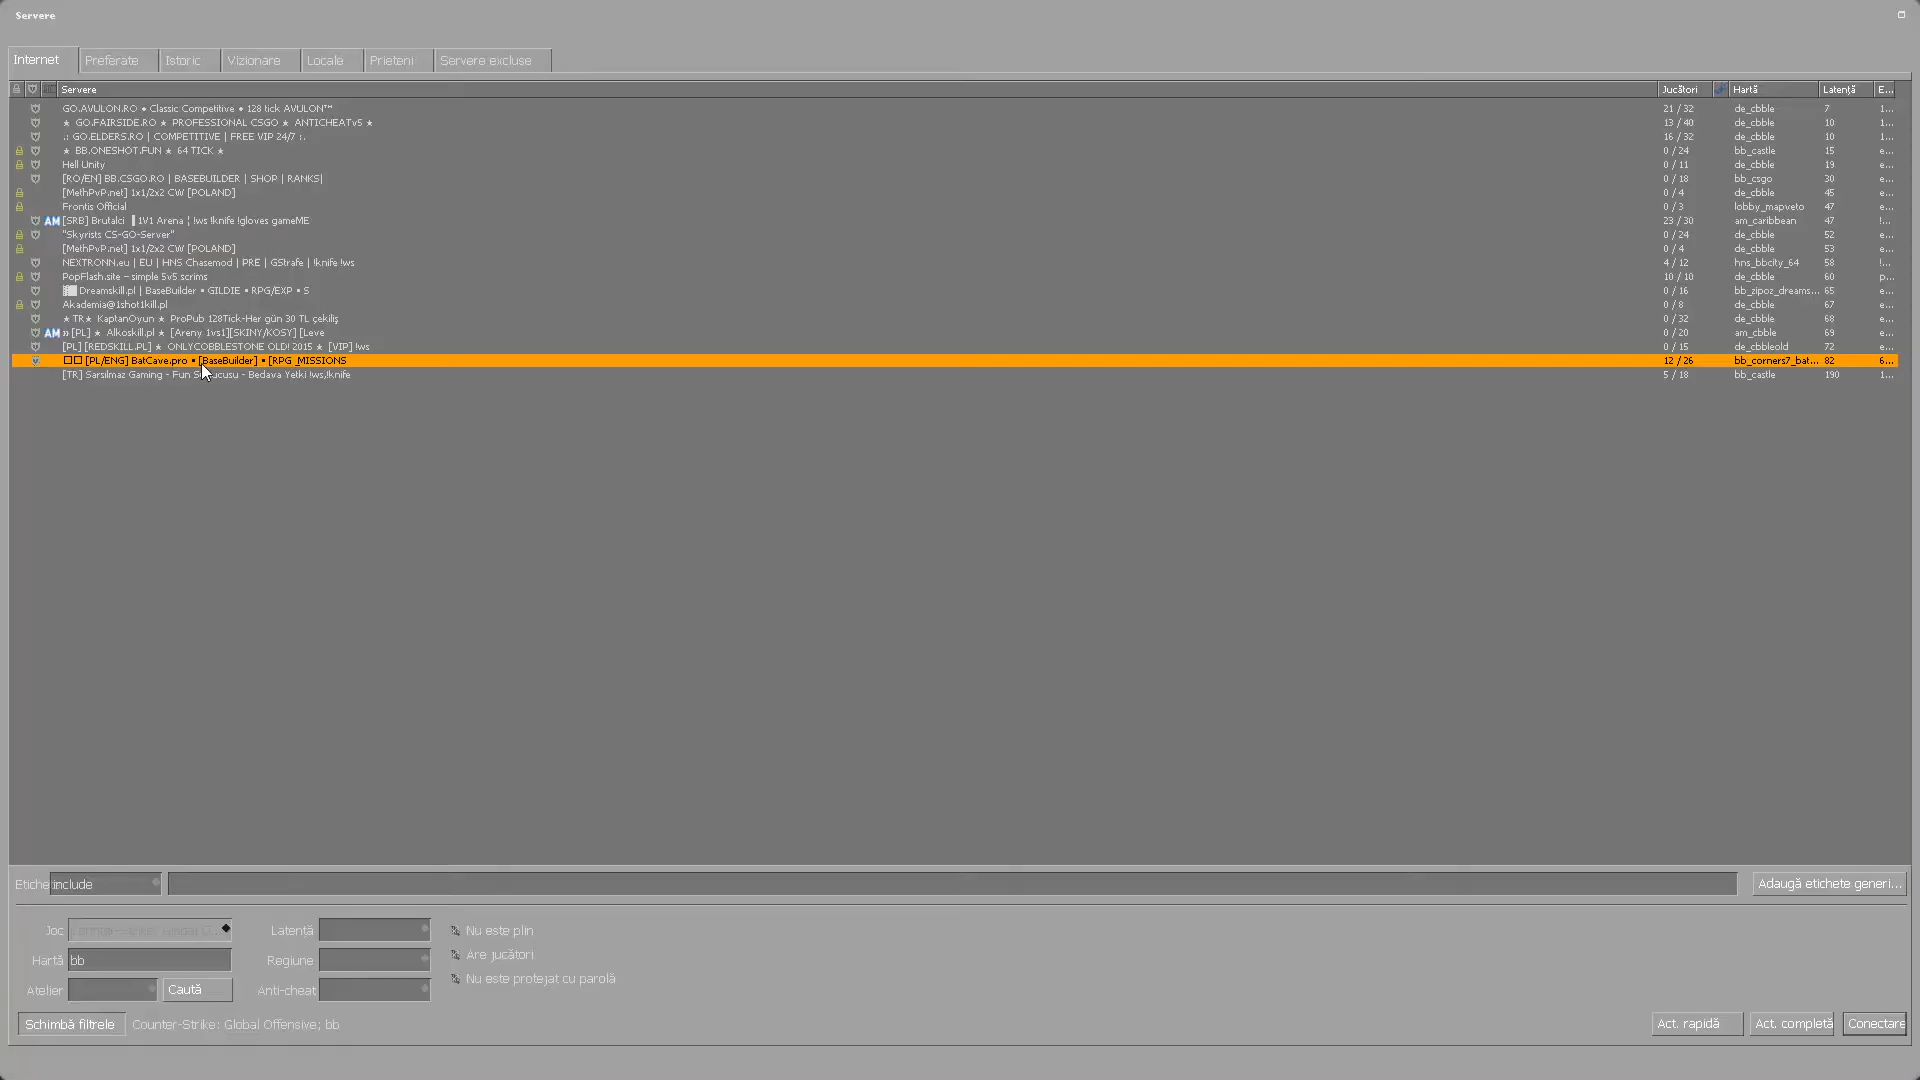 Servere
Internet Preferate Istoric Vizionare Locale Prieteni Servere excluse
Servere Jucători Hartă Latență E...
GO.AVULON.RO • Classic Competitive • 128 tick AVULON™ 21 / 32 de_cbble 7 1...
★ GO.FAIRSIDE.RO ★ PROFESSIONAL CSGO ★ ANTICHEATv5 ★ 13 / 40 de_cbble 10 1...
.: GO.ELDERS.RO | COMPETITIVE | FREE VIP 24/7 :. 16 / 32 de_cbble 10 1...
★ BB.ONESHOT.FUN ★ 64 TICK ★ 0 / 24 bb_castle 15 e...
Hell Unity 0 / 11 de_cbble 19 e...
[RO/EN] BB.CSGO.RO | BASEBUILDER | SHOP | RANKS| 0 / 18 bb_csgo 30 e...
[MethPvP.net] 1x1/2x2 CW [POLAND] 0 / 4 de_cbble 45 e...
Frontis Official 0 / 3 lobby_mapveto 47 e...
AM [SRB] Brutalci ▌1V1 Arena ¦ !ws !knife !gloves gameME 23 / 30 am_caribbean 47 !...
"Skyrists CS-GO-Server" 0 / 24 de_cbble 52 e...
[MethPvP.net] 1x1/2x2 CW [POLAND] 0 / 4 de_cbble 53 e...
NEXTRONN.eu | EU | HNS Chasemod | PRE | GStrafe | !knife !ws 4 / 12 hns_bbcity_64 58 !...
PopFlash.site – simple 5v5 scrims 10 / 10 de_cbble 60 p...
Dreamskill.pl | BaseBuilder • GILDIE • RPG/EXP • S 0 / 16 bb_zipoz_dreams... 65 e...
Akademia@1shot1kill.pl 0 / 8 de_cbble 67 e...
★TR★ KaptanOyun ★ ProPub 128Tick-Her gün 30 TL çekiliş 0 / 32 de_cbble 68 e...
AM » [PL] ★ Alkoskill.pl ★ [Areny 1vs1][SKINY/KOSY] [Leve 0 / 20 am_cbble 69 e...
[PL] [REDSKILL.PL] ★ ONLYCOBBLESTONE OLD! 2015 ★ [VIP] !ws 0 / 15 de_cbbleold 72 e...
[PL/ENG] BatCave.pro • [BaseBuilder] • [RPG_MISSIONS 12 / 26 bb_corners7_bat... 82 6...
[TR] Sarsılmaz Gaming - Fun - Bedava Yetki !ws,!knife 5 / 18 bb_castle 190 1...
Etiche include Adaugă etichete generi...
Joc Latență Nu este plin
Hartă bb Regiune Are jucători
Atelier Caută Anti-cheat Nu este protejat cu parolă
Schimbă filtrele Counter-Strike: Global Offensive; bb Act. rapidă Act. completă Conectare